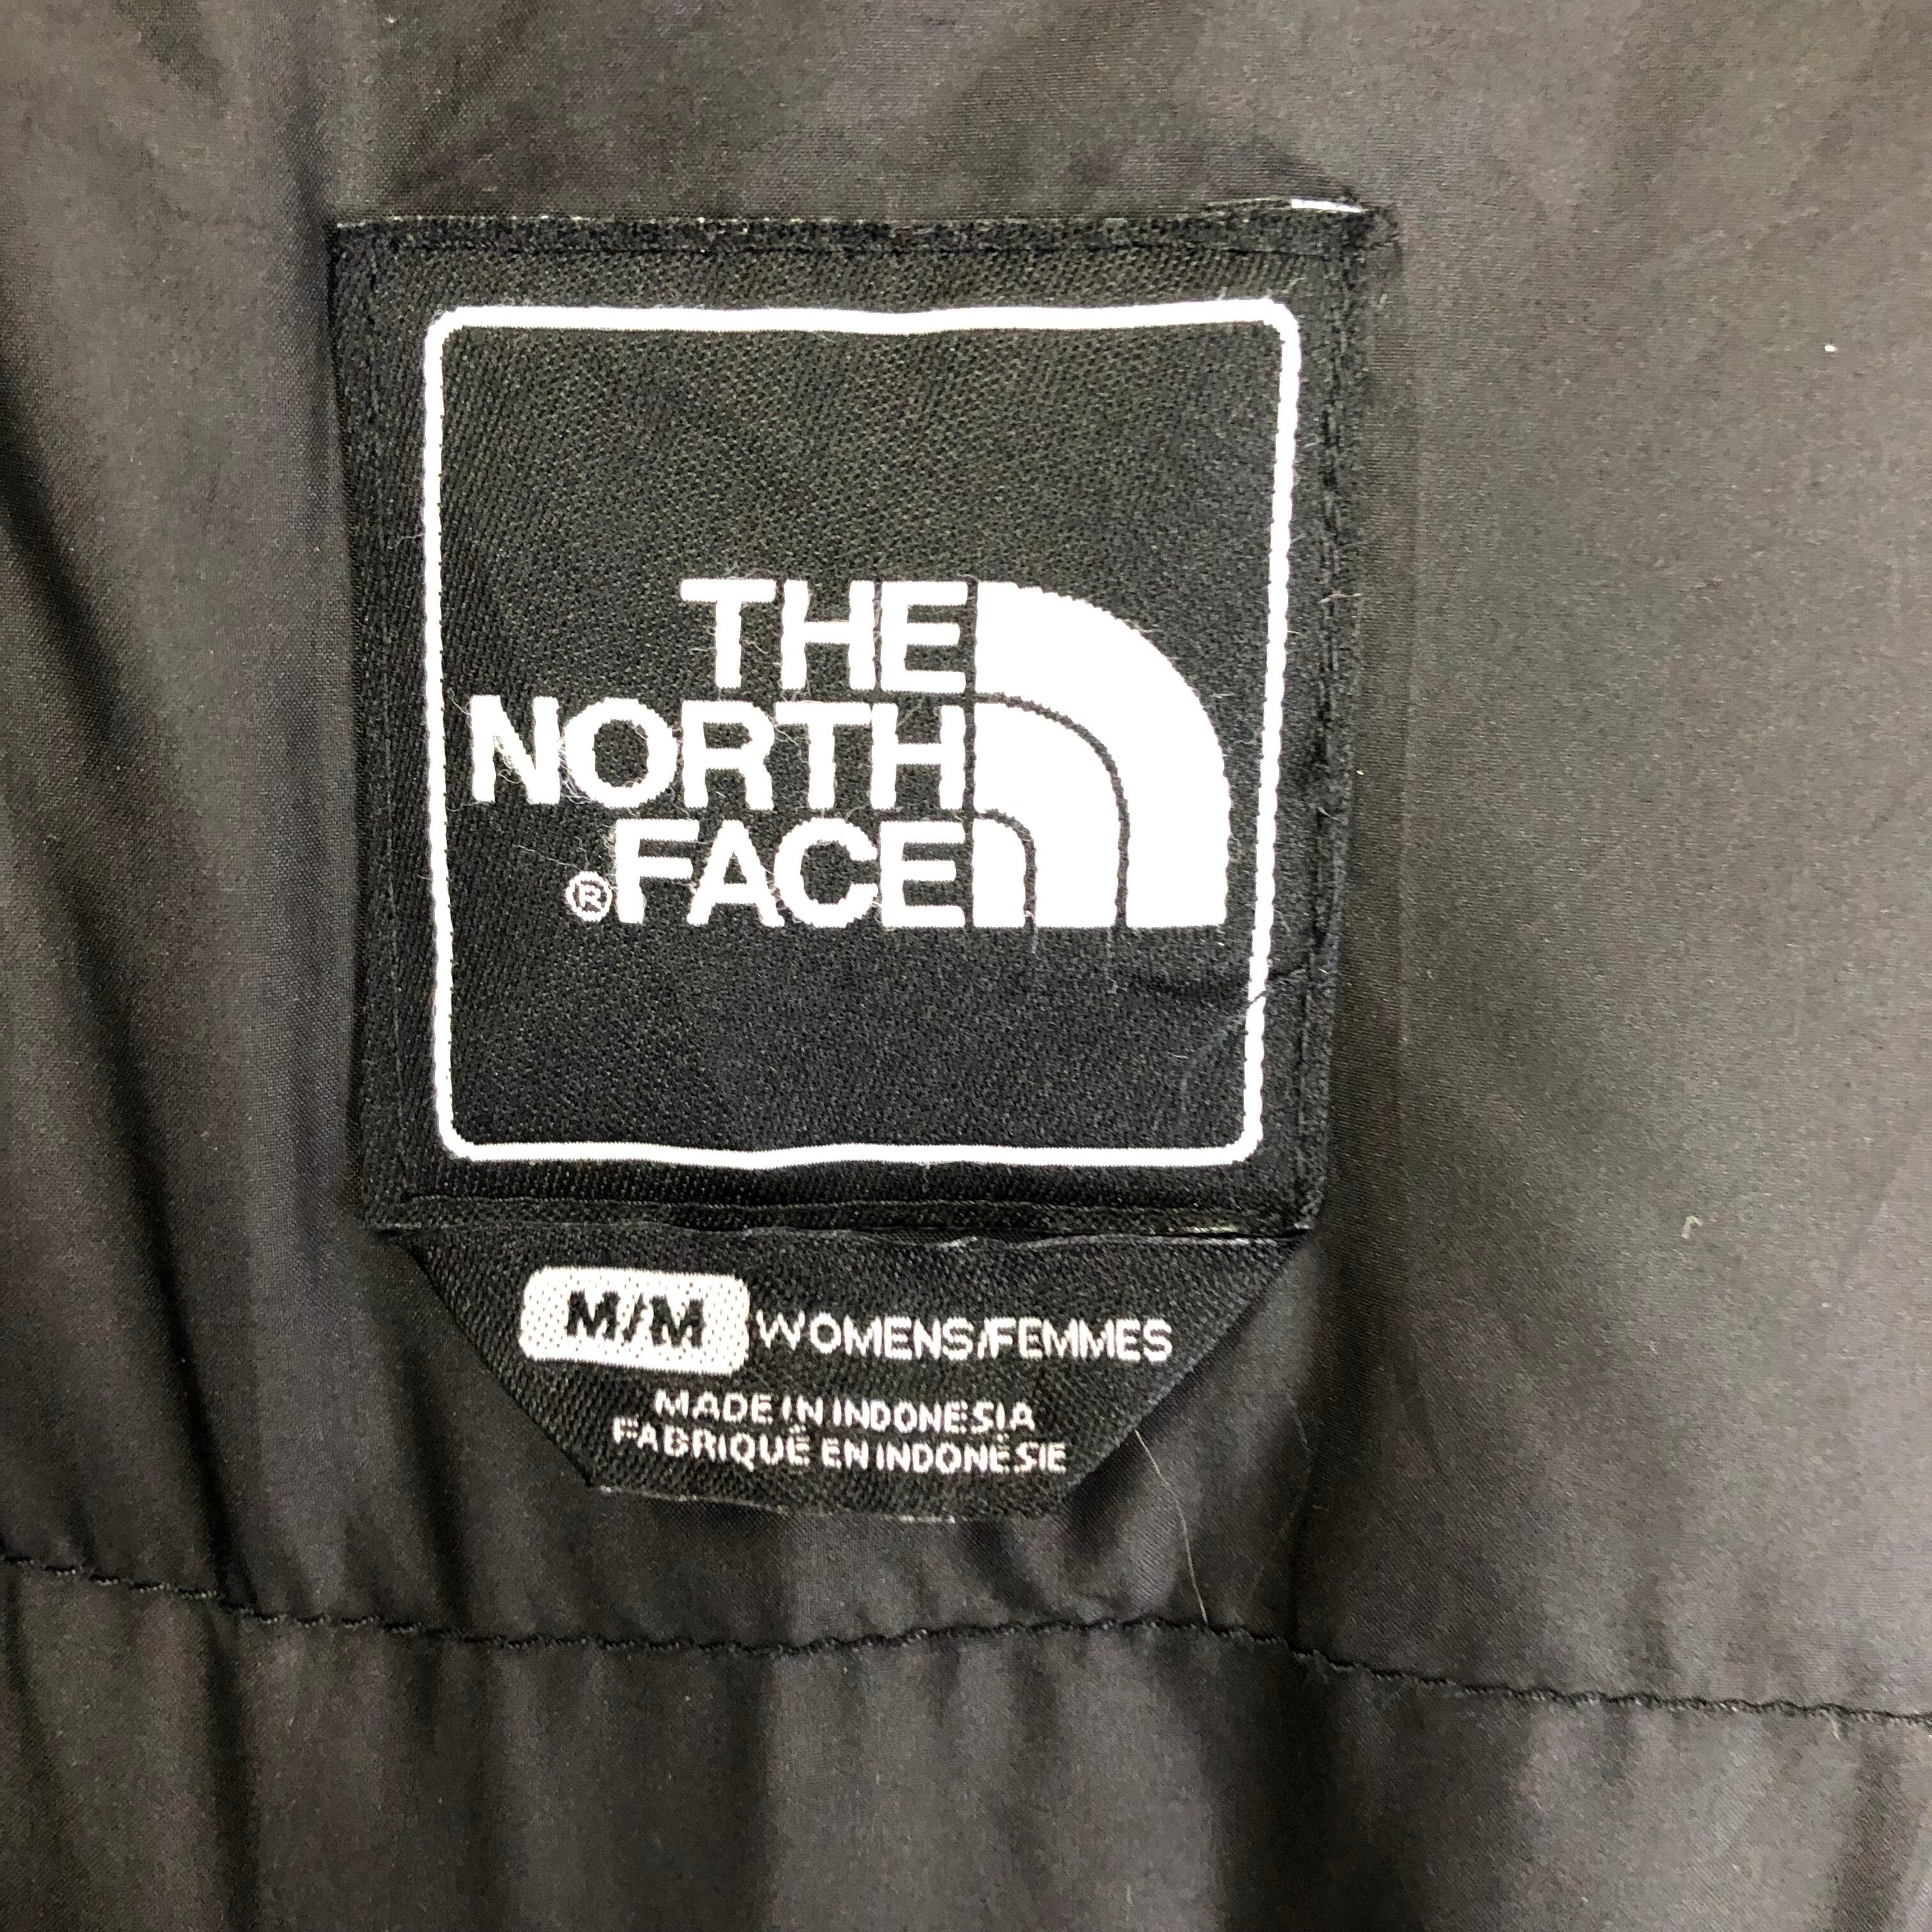 THE
NORTH
®FACE
M/M WOMENS/FEMMES
MADE IN INDONESIA
FABRIQUÉ EN INDONÉSIE